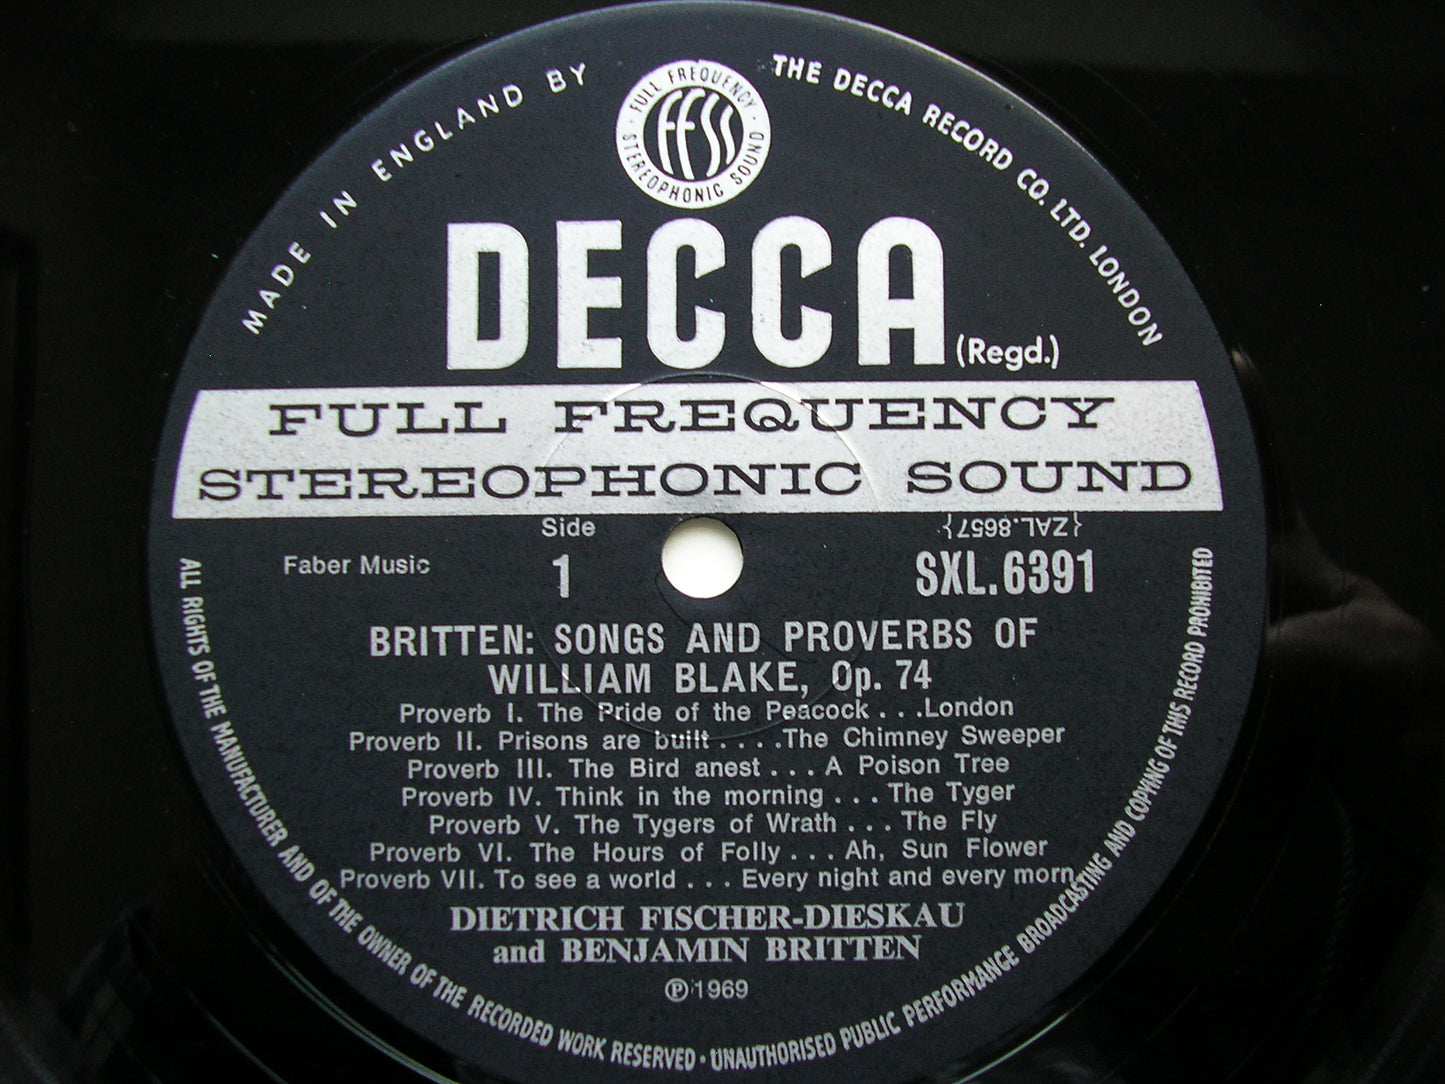 MADE IN ENGLAND BY
THE DECCA RECORD CO. LTD. LONDON
FULL FREQUENCY
FFSS
STEREOPHONIC SOUND
DECCA (Regd.)
FULL FREQUENCY
STEREOPHONIC SOUND
Side
{ZAL.8657}
Faber Music
1
SXL.6391
BRITTEN: SONGS AND PROVERBS OF
WILLIAM BLAKE, Op. 74
Proverb I. The Pride of the Peacock . . .London
Proverb II. Prisons are built . . . .The Chimney Sweeper
Proverb III. The Bird anest . . . A Poison Tree
Proverb IV. Think in the morning . . . The Tyger
Proverb V. The Tygers of Wrath . . . The Fly
Proverb VI. The Hours of Folly . . . Ah, Sun Flower
Proverb VII. To see a world . . . Every night and every morn
DIETRICH FISCHER-DIESKAU
and BENJAMIN BRITTEN
℗1969
ALL RIGHTS OF THE MANUFACTURER AND OF THE OWNER OF THE RECORDED WORK RESERVED · UNAUTHORISED PUBLIC PERFORMANCE BROADCASTING AND COPYING OF THIS RECORD PROHIBITED